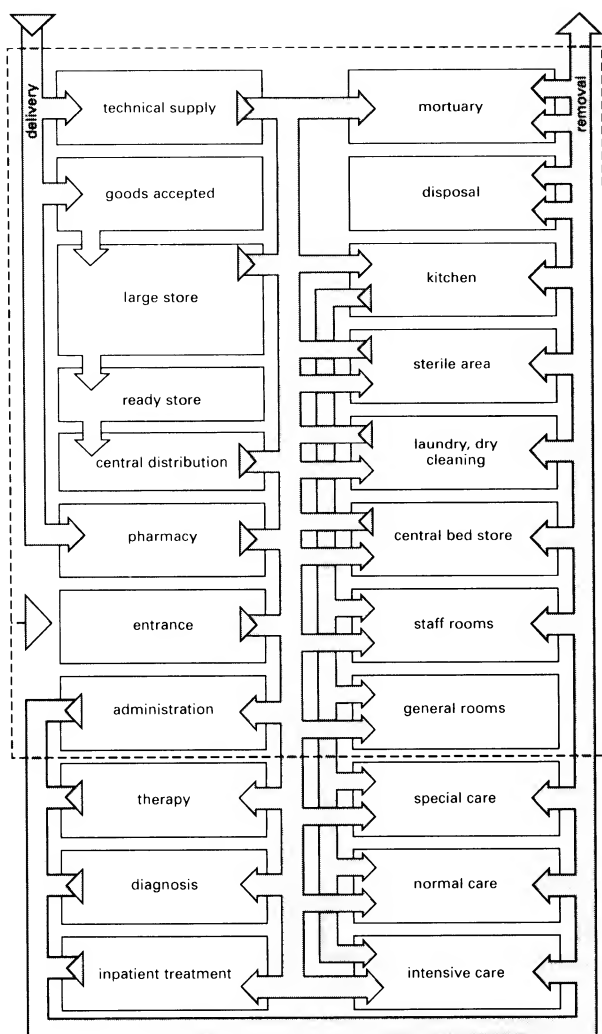 delivery
technical supply
goods accepted
large store
ready store
central distribution
pharmacy
entrance
administration
therapy
diagnosis
inpatient treatment
removal
mortuary
disposal
kitchen
sterile area
laundry, dry
cleaning
central bed store
staff rooms
general rooms
special care
normal care
intensive care